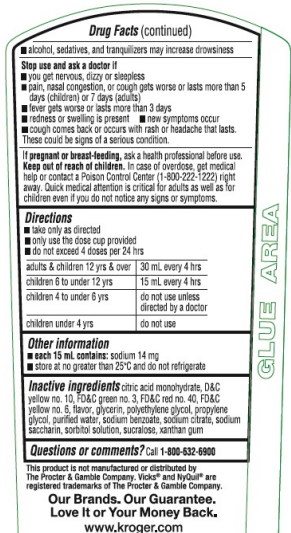 Drug Facts (continued)
■ alcohol, sedatives, and tranquilizers may increase drowsiness
Stop use and ask a doctor if
■ you get nervous, dizzy or sleepless
■ pain, nasal congestion, or cough gets worse or lasts more than 5
days (children) or 7 days (adults)
■ fever gets worse or lasts more than 3 days
■ redness or swelling is present ■ new symptoms occur
■ cough comes back or occurs with rash or headache that lasts.
These could be signs of a serious condition.
If pregnant or breast-feeding, ask a health professional before use.
Keep out of reach of children. In case of overdose, get medical
help or contact a Poison Control Center (1-800-222-1222) right
away. Quick medical attention is critical for adults as well as for
children even if you do not notice any signs or symptoms.
Directions
■ take only as directed
■ only use the dose cup provided
■ do not exceed 4 doses per 24 hrs
adults & children 12 yrs & over 30 mL every 4 hrs
children 6 to under 12 yrs 15 mL every 4 hrs
children 4 to under 6 yrs do not use unless
directed by a doctor
children under 4 yrs do not use
Other information
■ each 15 mL contains: sodium 14 mg
■ store at no greater than 25°C and do not refrigerate
Inactive ingredients citric acid monohydrate, D&C
yellow no. 10, FD&C green no. 3, FD&C red no. 40, FD&C
yellow no. 6, flavor, glycerin, polyethylene glycol, propylene
glycol, purified water, sodium benzoate, sodium citrate, sodium
saccharin, sorbitol solution, sucralose, xanthan gum
Questions or comments? Call 1-800-632-6900
This product is not manufactured or distributed by
The Procter & Gamble Company. Vicks® and NyQuil® are
registered trademarks of The Procter & Gamble Company.
Our Brands. Our Guarantee.
Love It or Your Money Back.
www.kroger.com
GLUE AREA